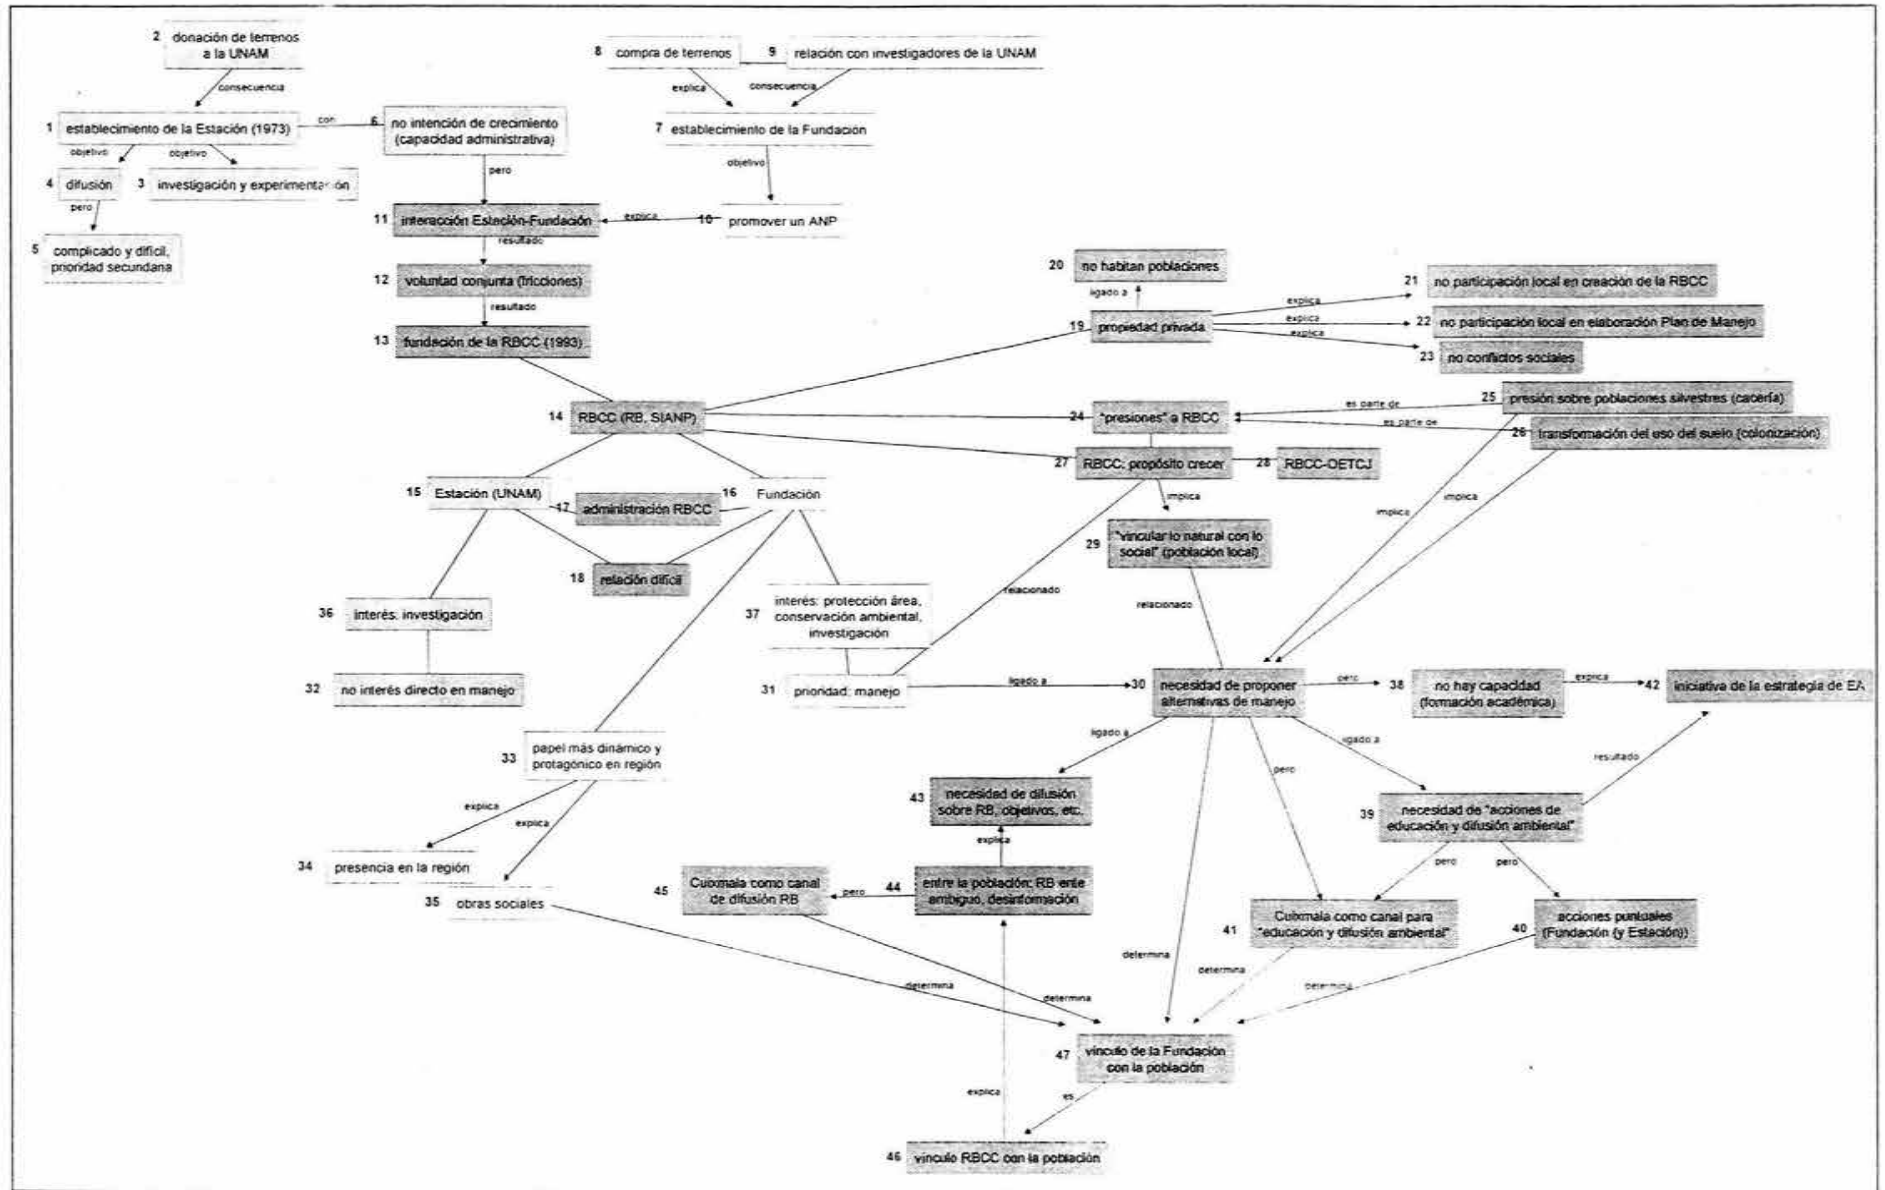 2 donación de terrenos
a la UNAM
8 compra de terrenos
9 relación con investigadores de la UNAM
consecuencia
explica
consecuencia
1 establecimiento de la Estación (1973)
con
6 no intención de crecimiento
(capacidad administrativa)
7 establecimiento de la Fundación
objetivo
objetivo
objetivo
4 difusión
3 investigación y experimentación
pero
pero
5 complicado y difícil,
prioridad secundaria
11 interacción Estación-Fundación
explica
10 promover un ANP
resultado
12 voluntad conjunta (fricciones)
resultado
13 fundación de la RBCC (1993)
20 no habitan poblaciones
ligado a
19 propiedad privada
explica
explica
explica
21 no participación local en creación de la RBCC
22 no participación local en elaboración Plan de Manejo
23 no conflictos sociales
14 RBCC (RB, SIANP)
24 "presiones" a RBCC
es parte de
es parte de
25 presión sobre poblaciones silvestres (cacería)
26 transformación del uso del suelo (colonización)
27 RBCC: propósito crecer
28 RBCC-OETCJ
15 Estación (UNAM)
17 administración RBCC
16 Fundación
implica
implica
implica
29 "vincular lo natural con lo
social" (población local)
18 relación difícil
relacionado
relacionado
36 interés: investigación
37 interés: protección área,
conservación ambiental,
investigación
32 no interés directo en manejo
31 prioridad: manejo
ligado a
30 necesidad de proponer
alternativas de manejo
pero
38 no hay capacidad
(formación académica)
explica
42 iniciativa de la estrategia de EA
33 papel más dinámico y
protagónico en región
ligado a
pero
ligado a
resultado
explica
explica
43 necesidad de difusión
sobre RB, objetivos, etc.
39 necesidad de "acciones de
educación y difusión ambiental"
explica
pero
pero
34 presencia en la región
35 obras sociales
45 Cuixmala como canal
de difusión RB
pero
44 entre la población: RB ente
ambiguo, desinformación
41 Cuixmala como canal para
"educación y difusión ambiental"
40 acciones puntuales
(Fundación (y Estación))
determina
determina
determina
determina
determina
47 vínculo de la Fundación
con la población
explica
es
46 vínculo RBCC con la población